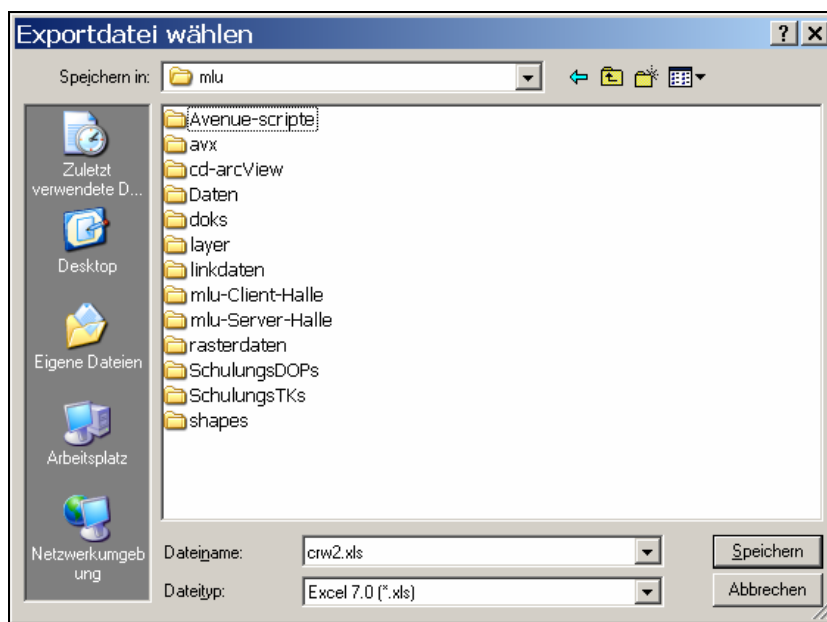 Exportdatei wählen
Speichern in:
mlu
Zuletzt
verwendete D...
Desktop
Eigene Dateien
Arbeitsplatz
Netzwerkumgeb
ung
Avenue-scripte
avx
cd-arcView
Daten
doks
layer
linkdaten
mlu-Client-Halle
mlu-Server-Halle
rasterdaten
SchulungsDOPs
SchulungsTKs
shapes
Dateiname:
crw2.xls
Speichern
Dateityp:
Excel 7.0 (*.xls)
Abbrechen